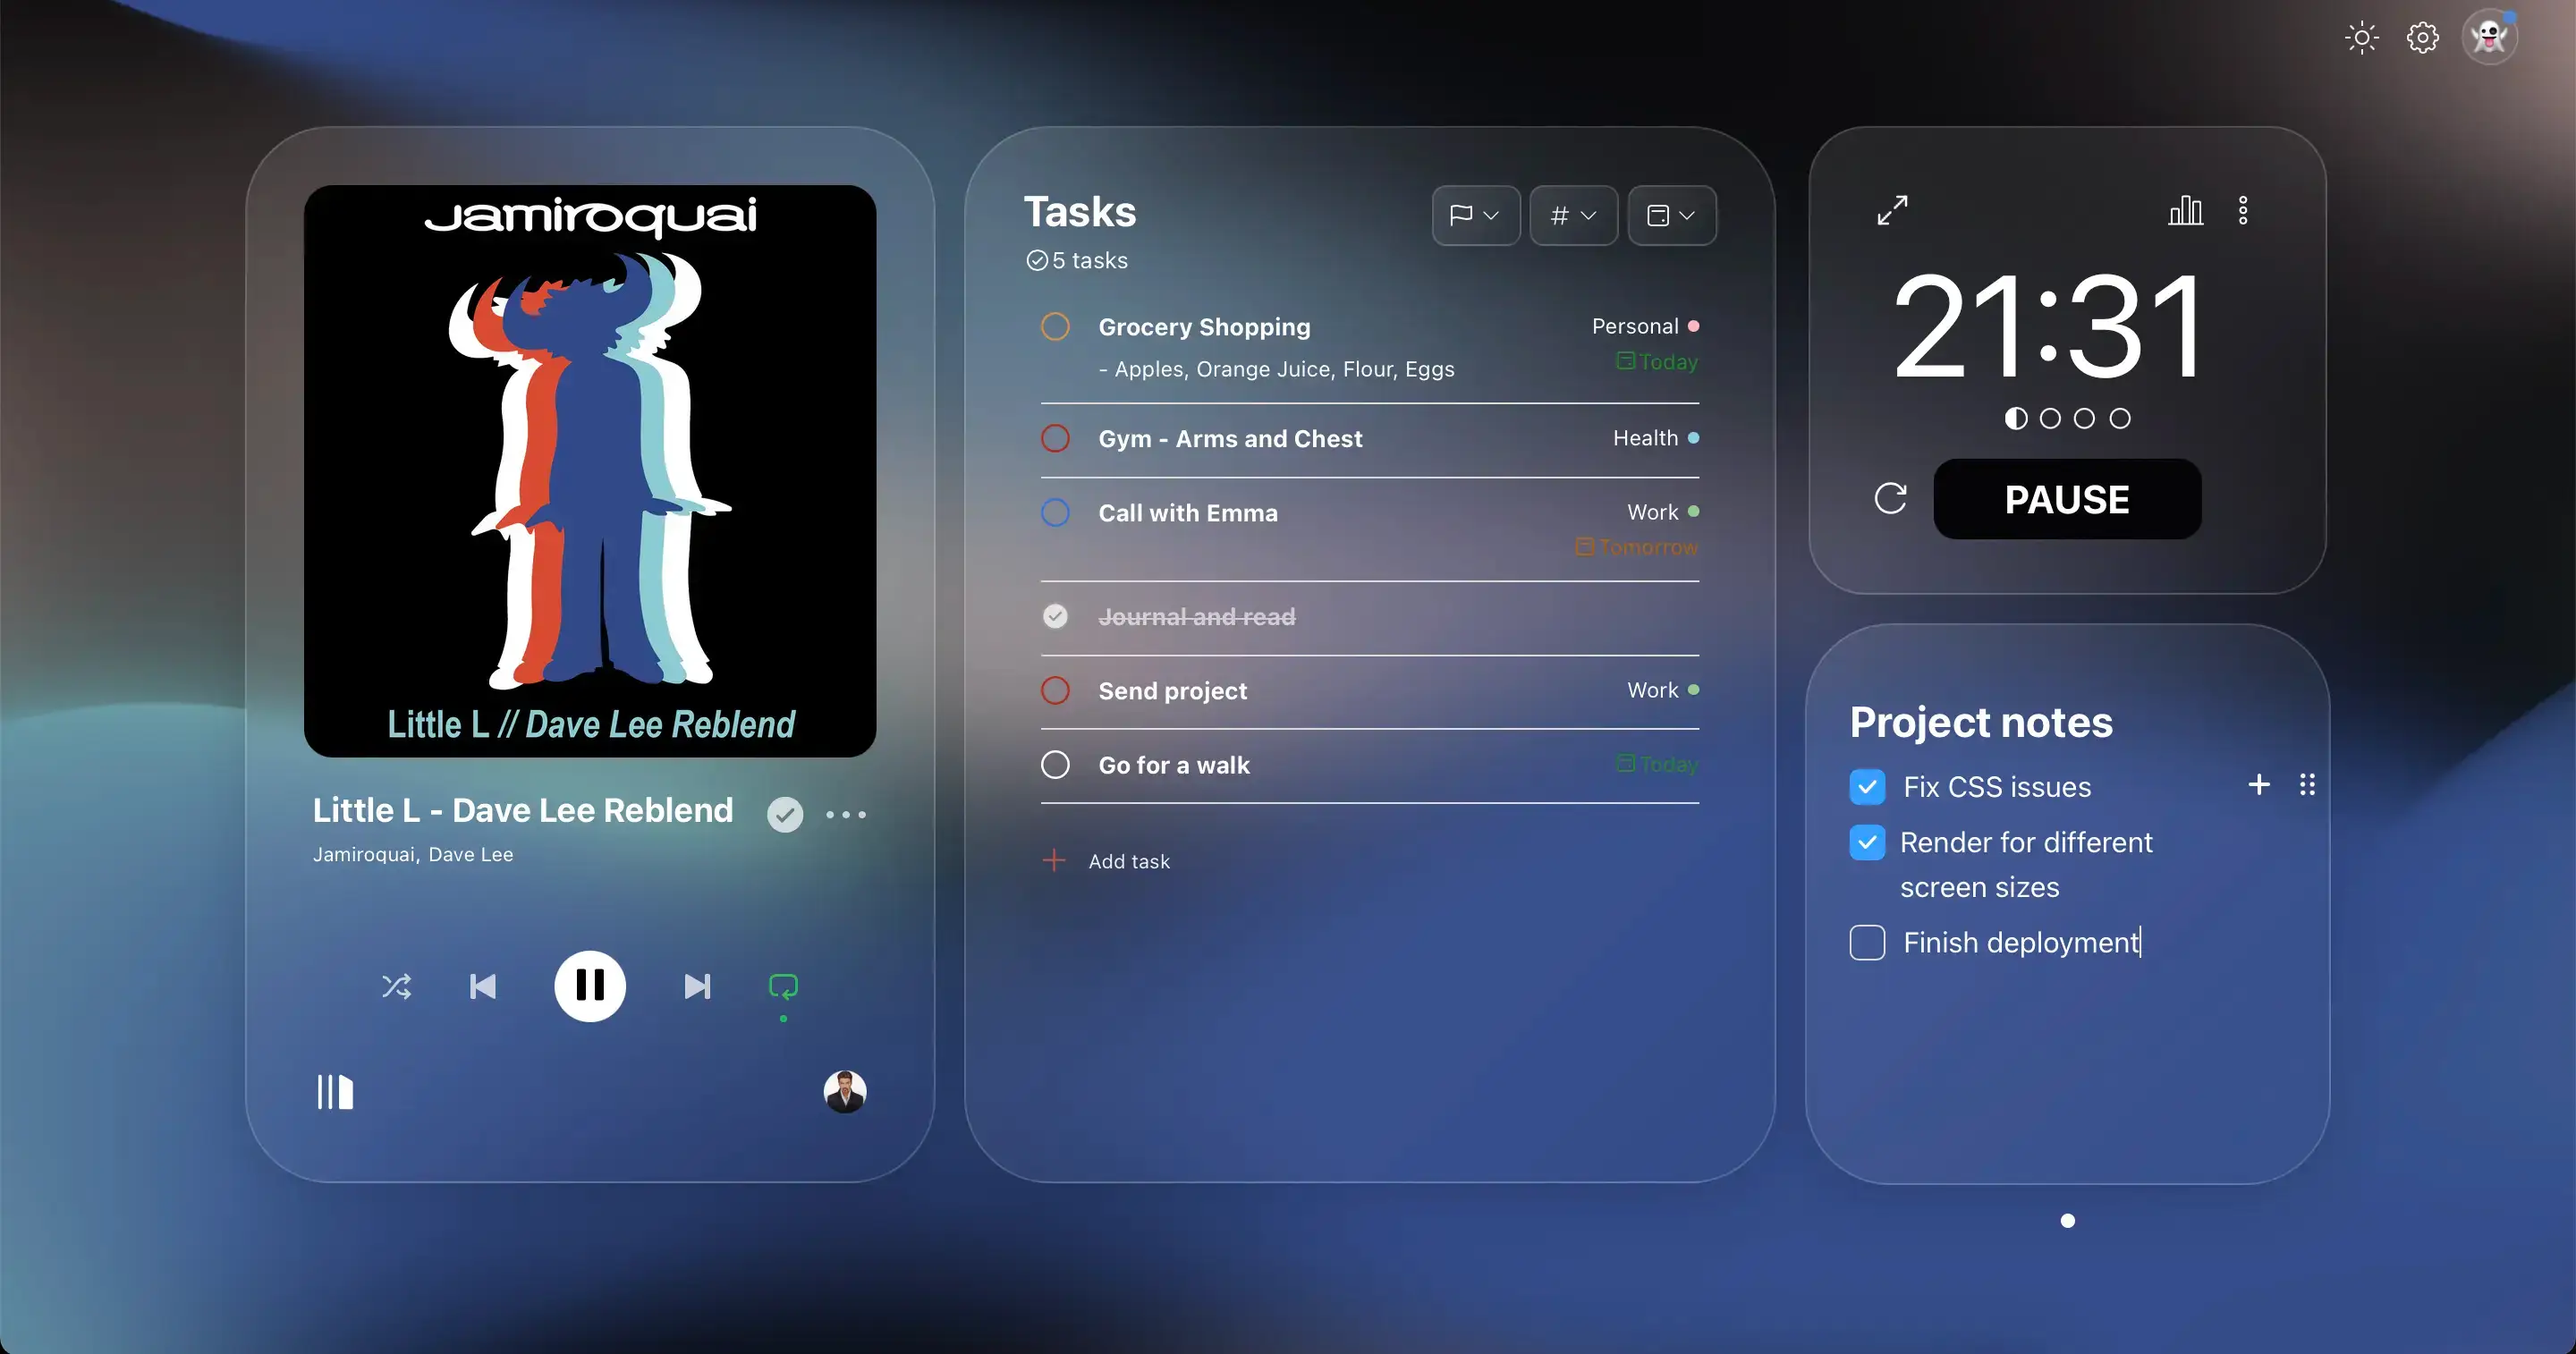 Jamiroquai
Little L // Dave Lee Reblend
Little L - Dave Lee Reblend
Jamiroquai, Dave Lee
Tasks
5 tasks
Grocery Shopping
Personal
- Apples, Orange Juice, Flour, Eggs
Today
Gym - Arms and Chest
Health
Call with Emma
Work
Tomorrow
Journal and read
Send project
Work
Go for a walk
Today
Add task
21:31
PAUSE
Project notes
Fix CSS issues
Render for different
screen sizes
Finish deployment